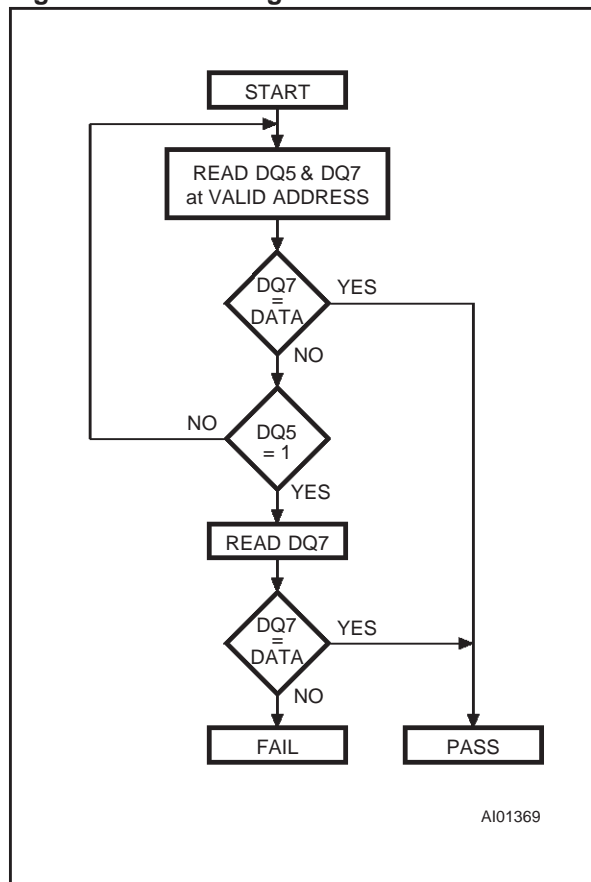 START
READ DQ5 & DQ7
at VALID ADDRESS
DQ7
=
DATA
YES
NO
NO
DQ5
= 1
YES
READ DQ7
DQ7
=
DATA
YES
NO
FAIL
PASS
AI01369